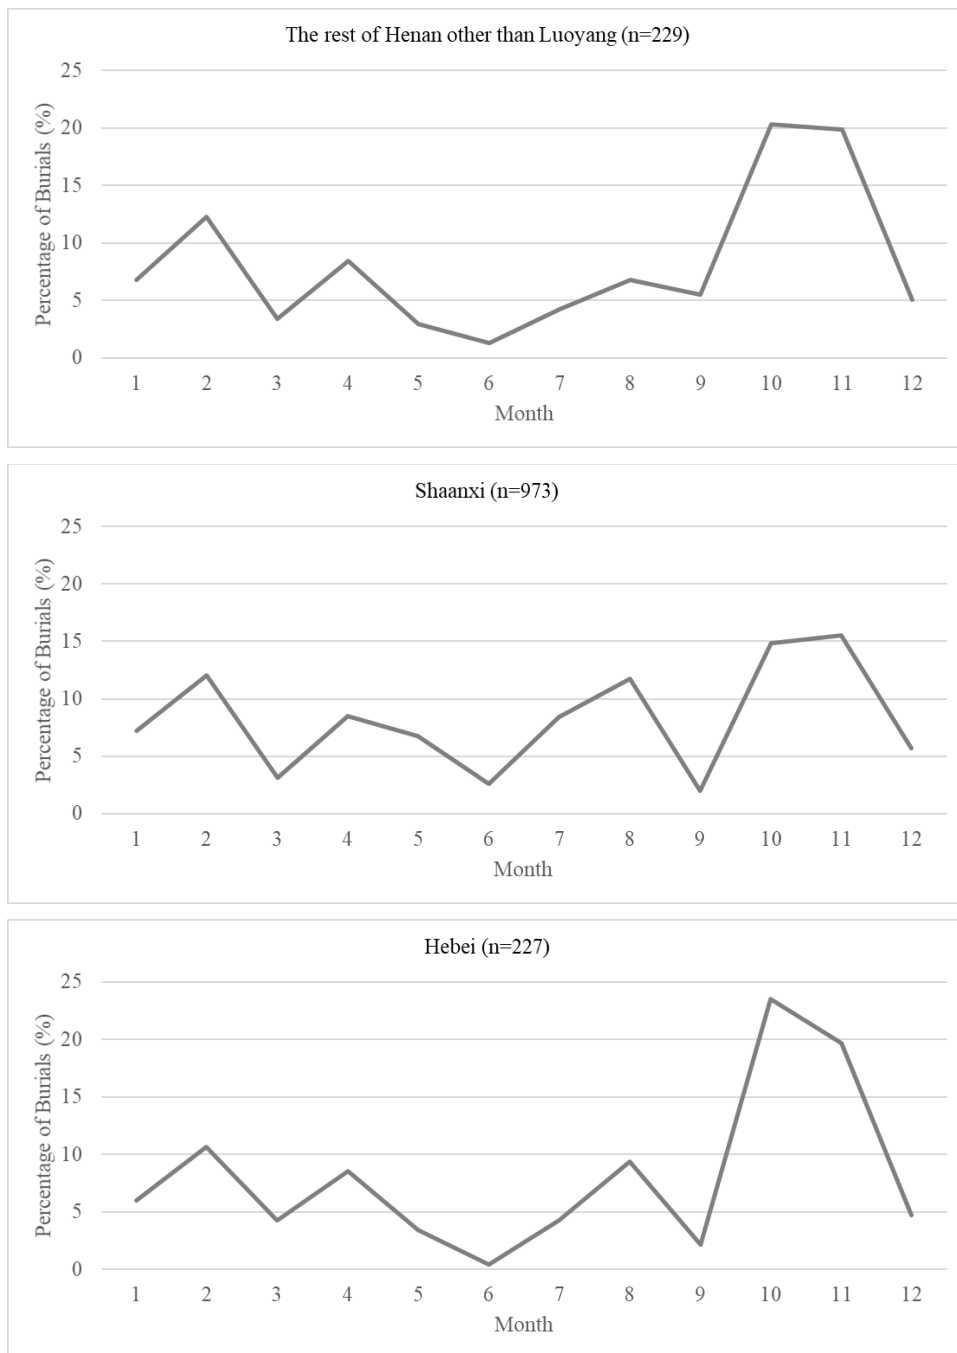 The rest of Henan other than Luoyang (n=229)
Percentage of Burials (%)
25
20
15
10
5
0
1 2 3 4 5 6 7 8 9 10 11 12
Month
Shaanxi (n=973)
Percentage of Burials (%)
25
20
15
10
5
0
1 2 3 4 5 6 7 8 9 10 11 12
Month
Hebei (n=227)
Percentage of Burials (%)
25
20
15
10
5
0
1 2 3 4 5 6 7 8 9 10 11 12
Month